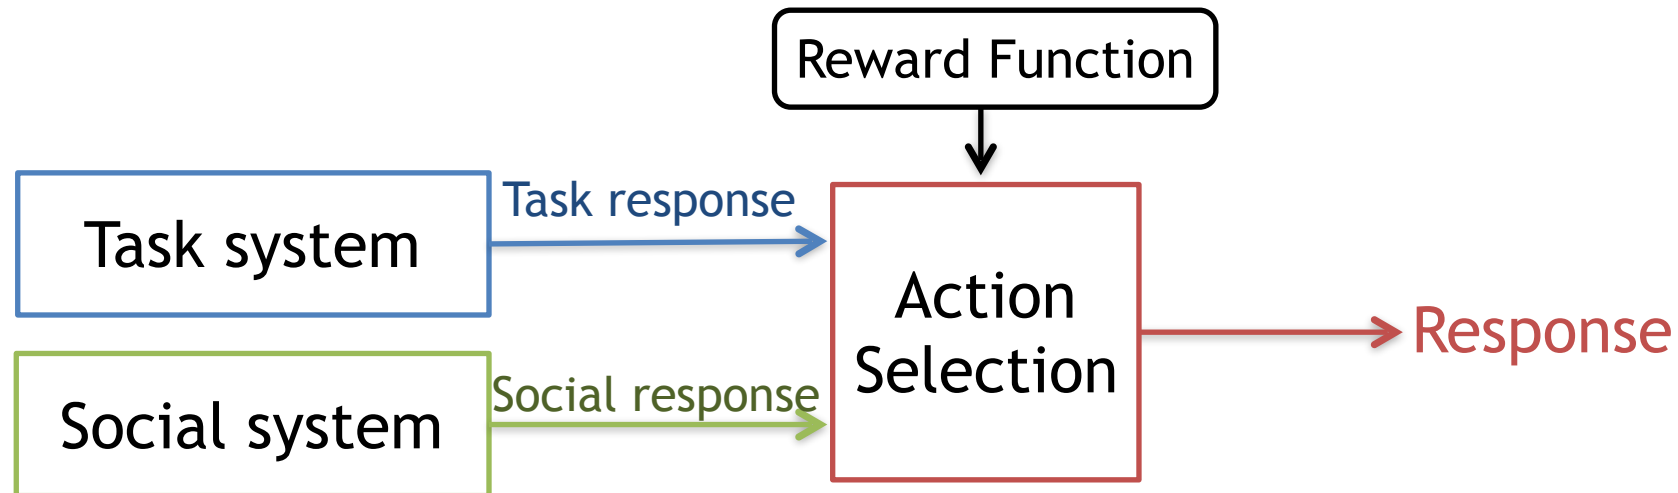 Reward Function
Task system
Task response
Social system
Social response
Action
Selection
Response